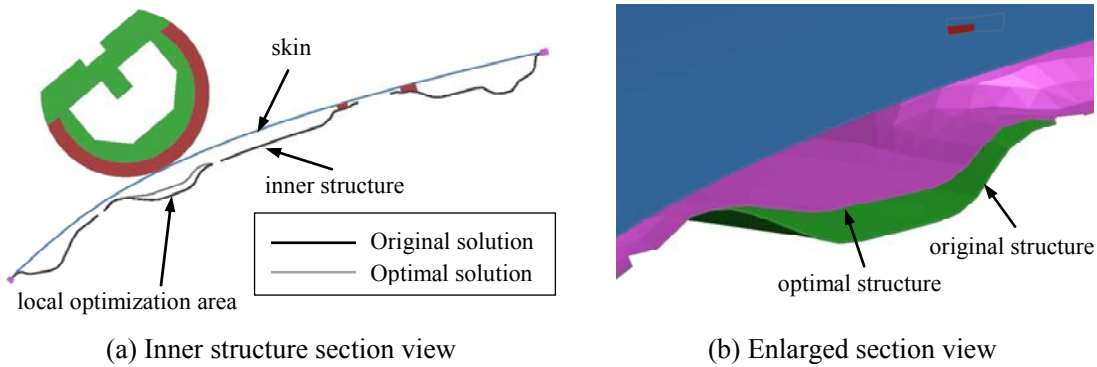 skin
inner structure
Original solution
Optimal solution
local optimization area
original structure
optimal structure
(a) Inner structure section view
(b) Enlarged section view